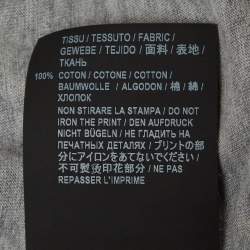 TISSU / TESSUTO / FABRIC /
GEWEBE / TEJIDO / 面料 / 表地 /
ТКАНЬ
100% COTON / COTONE / COTTON /
BAUMWOLLE / ALGODON / 棉 / 綿 /
ХЛОПОК
NON STIRARE LA STAMPA / DO NOT
IRON THE PRINT / DEN AUFDRUCK
NICHT BÜGELN / НЕ ГЛАДИТЬ НА
ПЕЧАТНЫХ ДЕТАЛЯХ / プリントの部
分にアイロンをあてないでください /
不可熨烫印花部分 / NE PAS
REPASSER L'IMPRIME